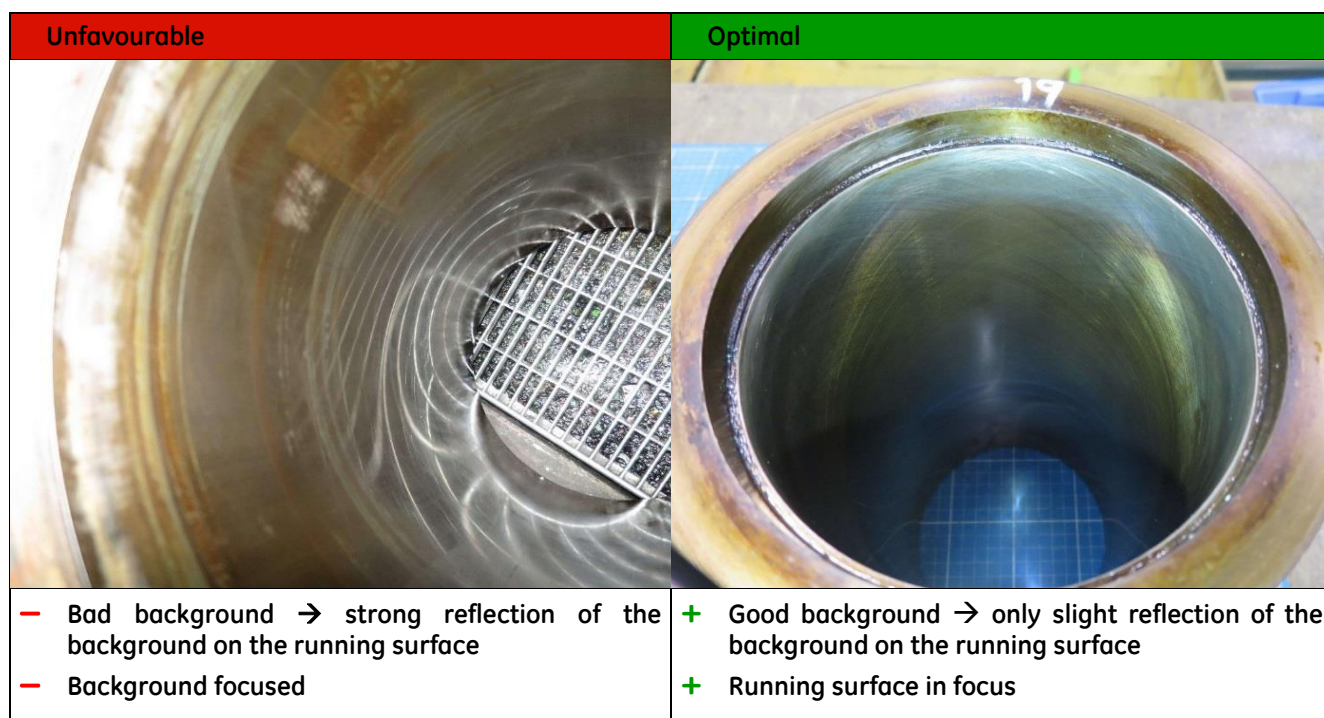 Unfavourable
Optimal
19
− Bad background → strong reflection of the
background on the running surface
− Background focused
+ Good background → only slight reflection of the
background on the running surface
+ Running surface in focus